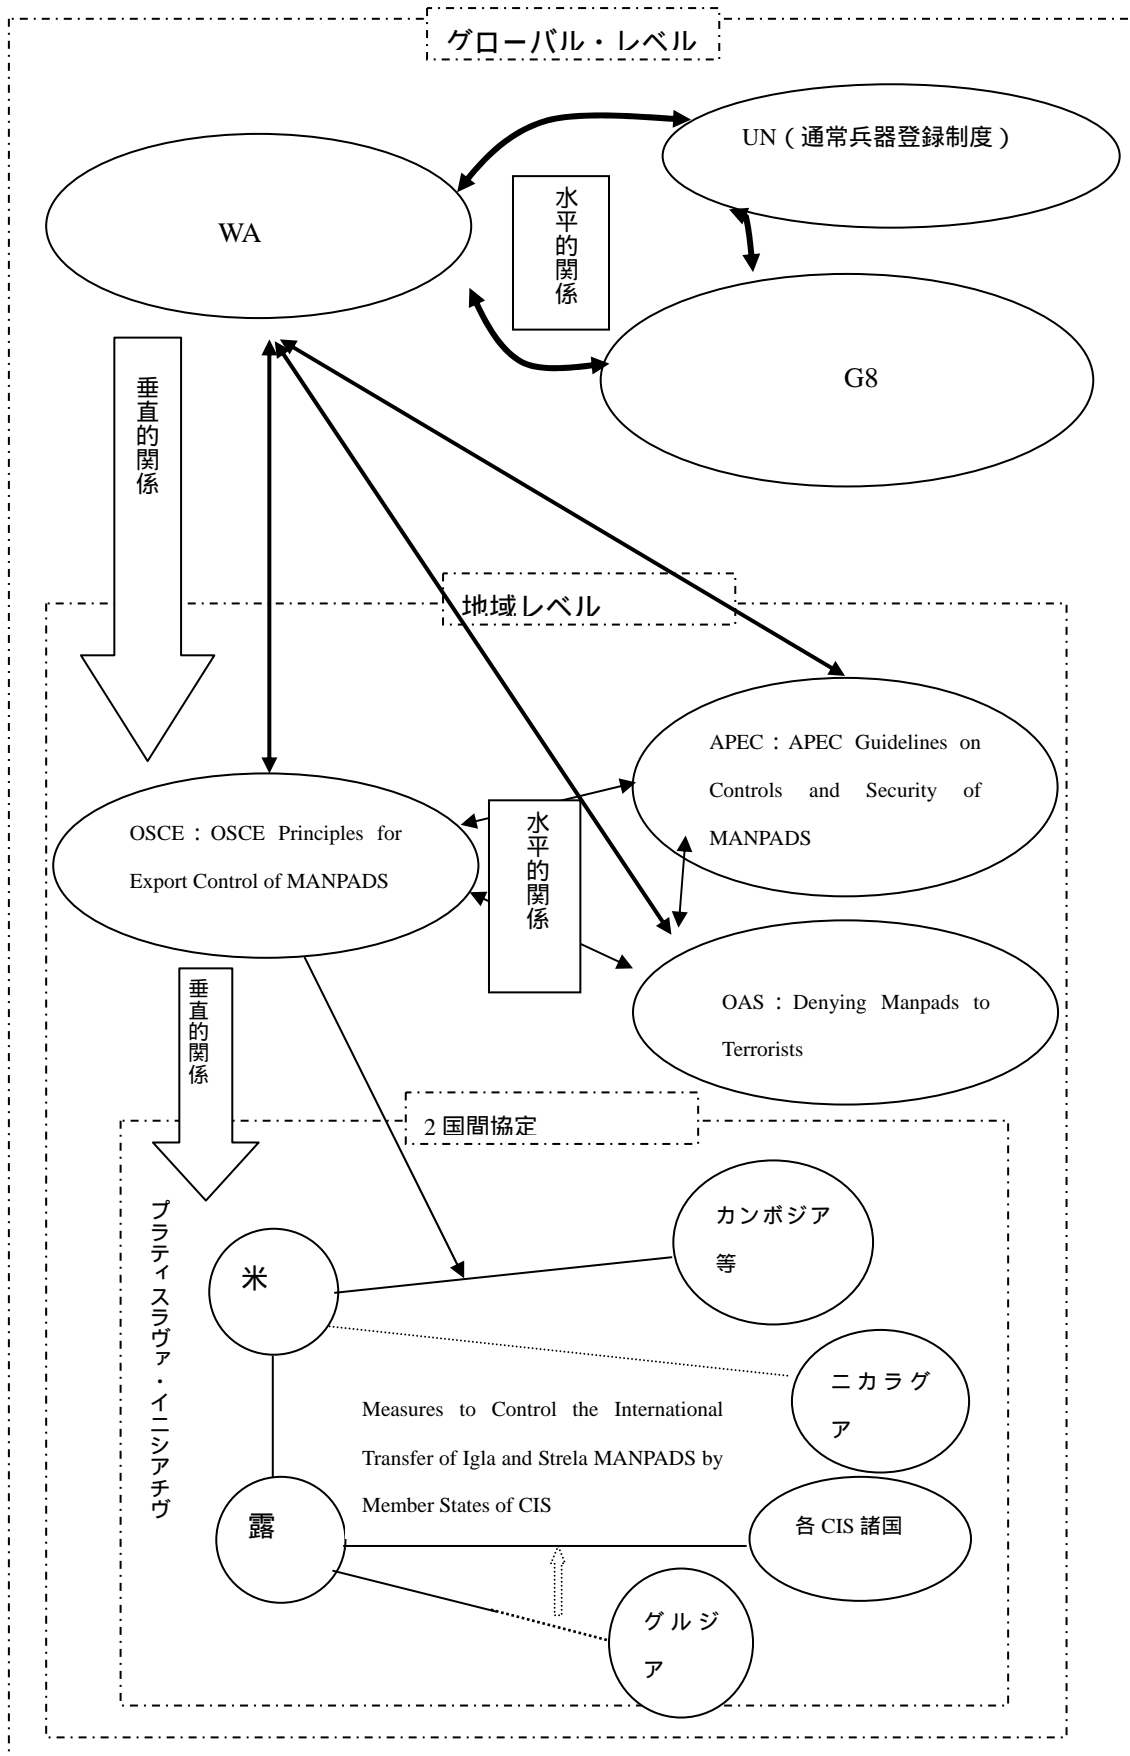 グローバル・レベル
UN（通常兵器登録制度）
WA
水平的関係
G8
垂直的関係
地域レベル
APEC：APEC Guidelines on
Controls and Security of
MANPADS
OSCE：OSCE Principles for
Export Control of MANPADS
水平的関係
OAS：Denying Manpads to
Terrorists
垂直的関係
2 国間協定
プラティスラヴァ・イニシアチヴ
カンボジア
等
米
ニカラグ
ア
Measures to Control the International
Transfer of Igla and Strela MANPADS by
Member States of CIS
露
各 CIS 諸国
グルジ
ア